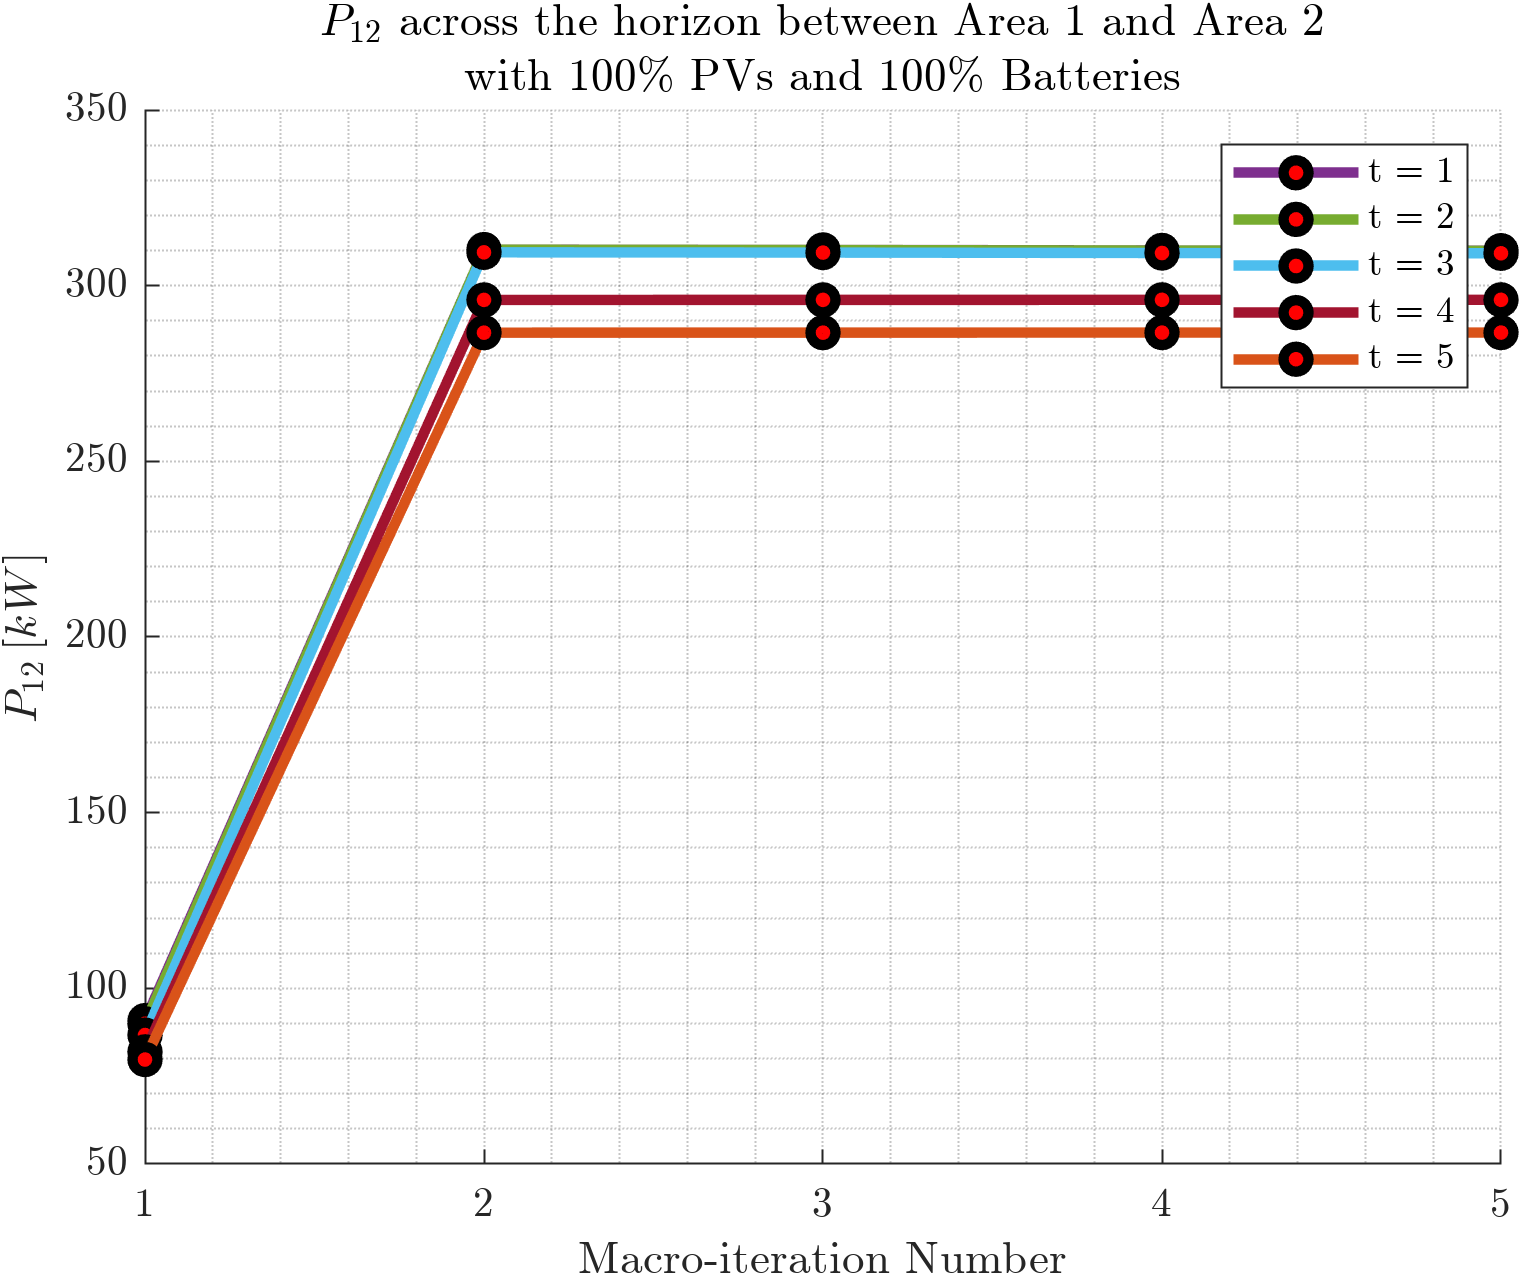 P₁₂ across the horizon between Area 1 and Area 2
with 100% PVs and 100% Batteries
350
300
250
200
150
100
50
P₁₂ [kW]
t = 1
t = 2
t = 3
t = 4
t = 5
1
2
3
4
5
Macro-iteration Number